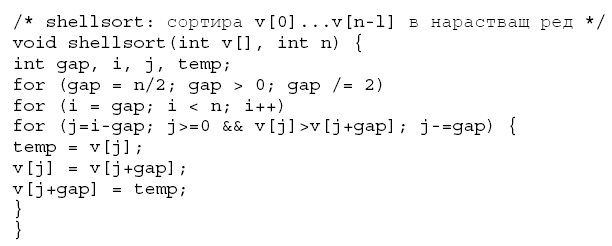 /* shellsort: сортира v[0]...v[n-l] в нарастващ ред */
void shellsort(int v[], int n) {
int gap, i, j, temp;
for (gap = n/2; gap > 0; gap /= 2)
for (i = gap; i < n; i++)
for (j=i-gap; j>=0 && v[j]>v[j+gap]; j-=gap) {
temp = v[j];
v[j] = v[j+gap];
v[j+gap] = temp;
}
}